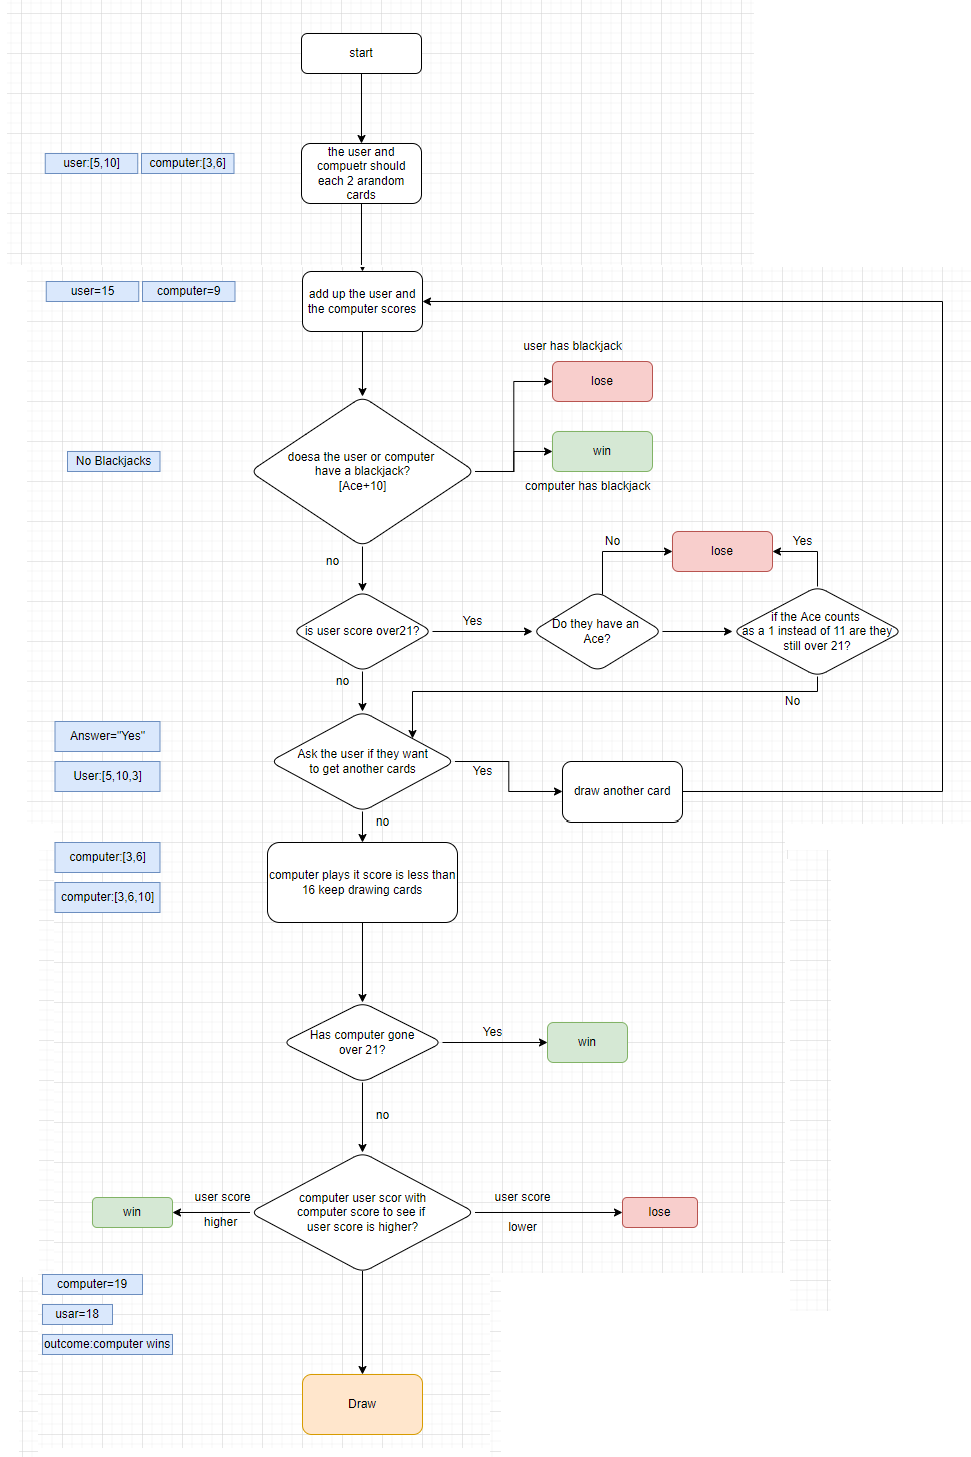 start
user:[5,10]
computer:[3,6]
the user and
compuetr should
each 2 arandom
cards
user=15
computer=9
add up the user and
the computer scores
user has blackjack
lose
No Blackjacks
doesa the user or computer
have a blackjack?
[Ace+10]
win
computer has blackjack
no
No
lose
Yes
is user score over21?
Yes
Do they have an
Ace?
if the Ace counts
as a 1 instead of 11 are they
still over 21?
no
No
Answer="Yes"
User:[5,10,3]
Ask the user if they want
to get another cards
Yes
draw another card
no
computer:[3,6]
computer:[3,6,10]
computer plays it score is less than
16 keep drawing cards
Has computer gone
over 21?
Yes
win
no
win
user score
higher
computer user scor with
computer score to see if
user score is higher?
user score
lower
lose
computer=19
usar=18
outcome:computer wins
Draw